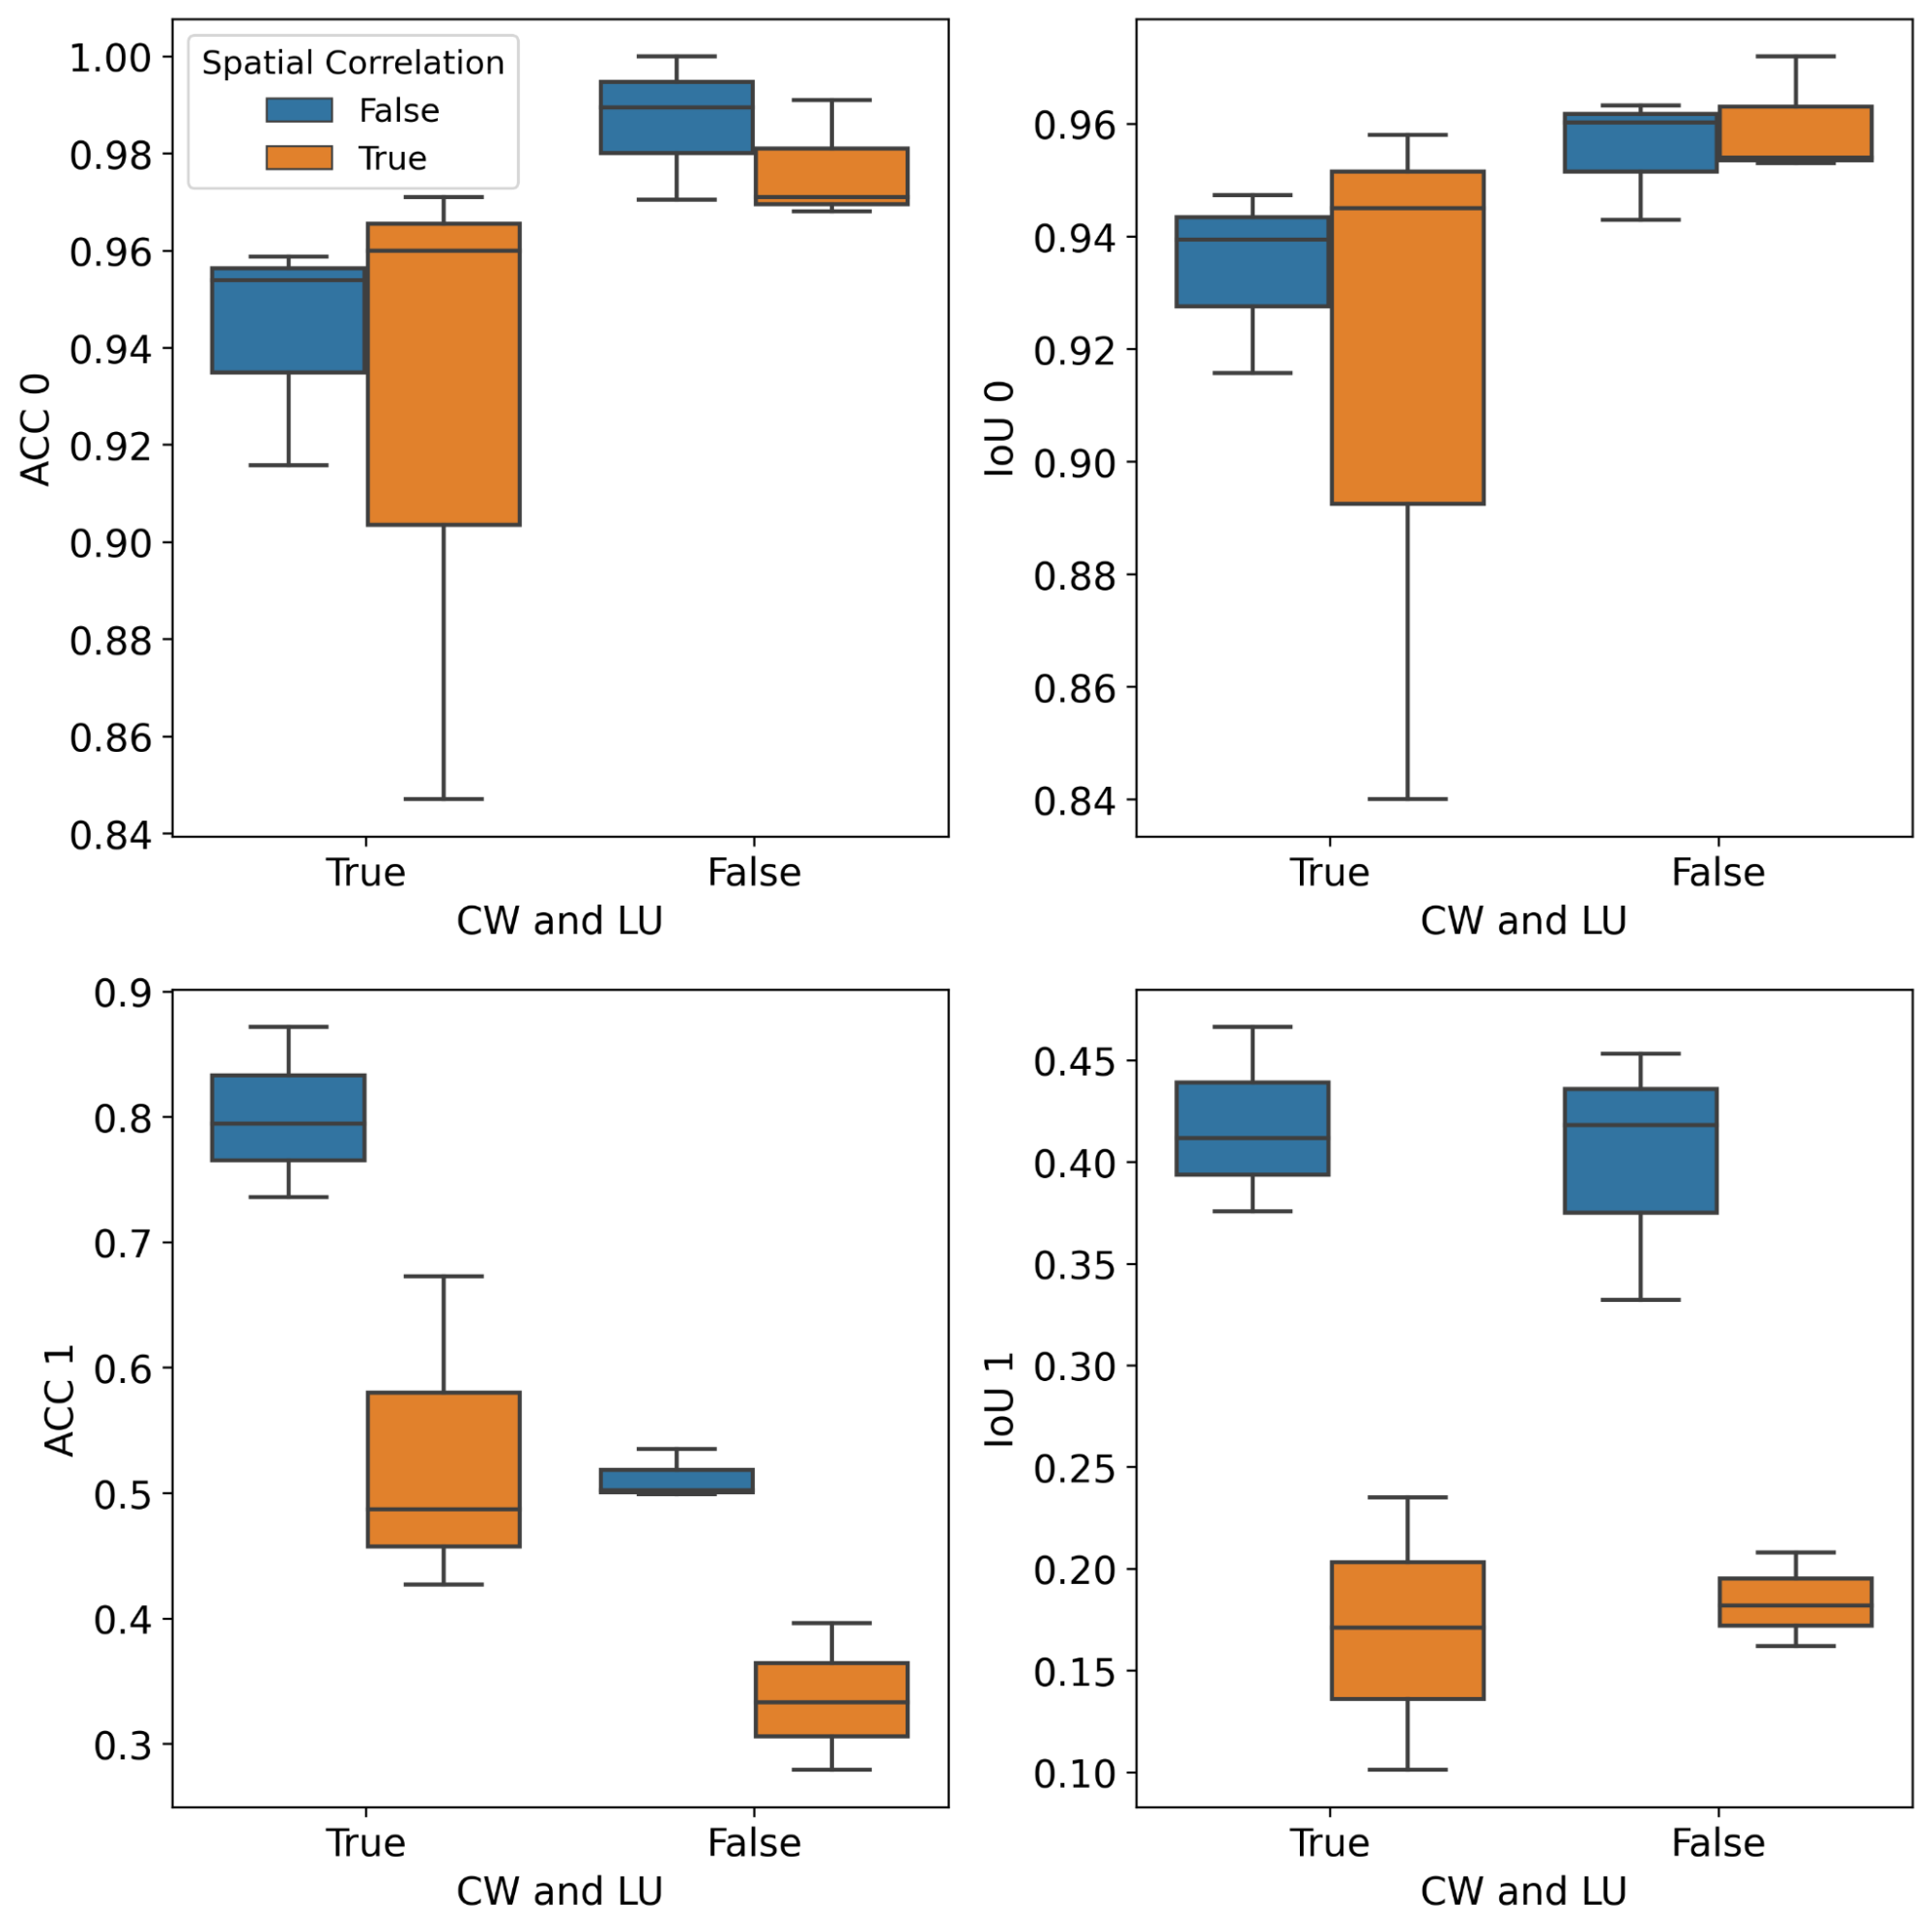 Spatial Correlation
False
True
ACC 0
1.00
0.98
0.96
0.94
0.92
0.90
0.88
0.86
0.84
True
False
CW and LU
IoU 0
0.96
0.94
0.92
0.90
0.88
0.86
0.84
True
False
CW and LU
ACC 1
0.9
0.8
0.7
0.6
0.5
0.4
0.3
True
False
CW and LU
IoU 1
0.45
0.40
0.35
0.30
0.25
0.20
0.15
0.10
True
False
CW and LU